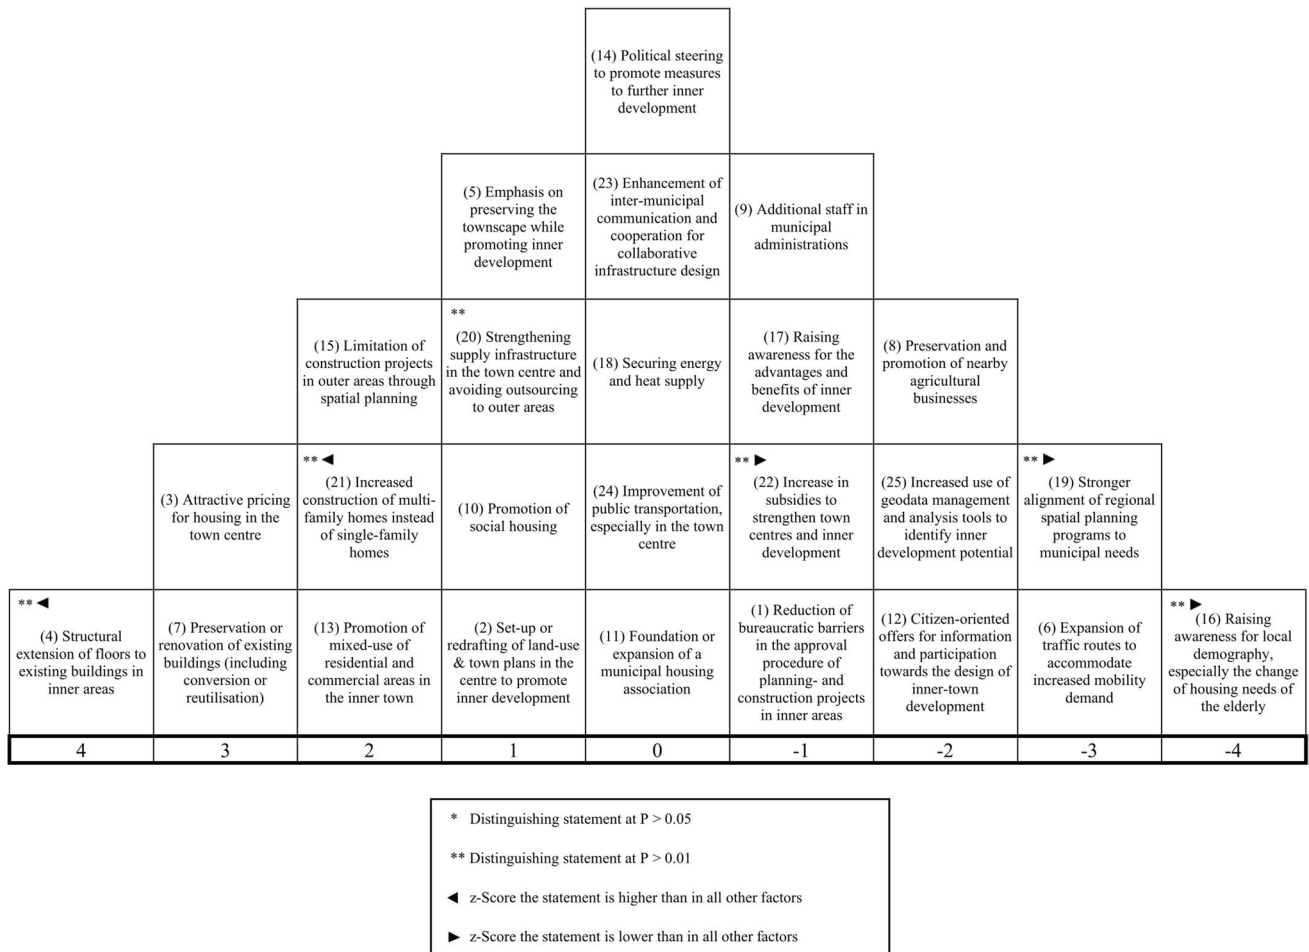 (14) Political steering
to promote measures
to further inner
development
(5) Emphasis on
preserving the
townscape while
promoting inner
development
(23) Enhancement of
inter-municipal
communication and
cooperation for
collaborative
infrastructure design
(9) Additional staff in
municipal
administrations
(15) Limitation of
construction projects
in outer areas through
spatial planning
**
(20) Strengthening
supply infrastructure
in the town centre and
avoiding outsourcing
to outer areas
(18) Securing energy
and heat supply
(17) Raising
awareness for the
advantages and
benefits of inner
development
(8) Preservation and
promotion of nearby
agricultural
businesses
(3) Attractive pricing
for housing in the
town centre
** ◄
(21) Increased
construction of multi-
family homes instead
of single-family
homes
(10) Promotion of
social housing
(24) Improvement of
public transportation,
especially in the town
centre
** ►
(22) Increase in
subsidies to
strengthen town
centres and inner
development
(25) Increased use of
geodata management
and analysis tools to
identify inner
development potential
** ►
(19) Stronger
alignment of regional
spatial planning
programs to
municipal needs
** ◄
(4) Structural
extension of floors to
existing buildings in
inner areas
(7) Preservation or
renovation of existing
buildings (including
conversion or
reutilisation)
(13) Promotion of
mixed-use of
residential and
commercial areas in
the inner town
(2) Set-up or
redrafting of land-use
& town plans in the
centre to promote
inner development
(11) Foundation or
expansion of a
municipal housing
association
(1) Reduction of
bureaucratic barriers
in the approval
procedure of
planning- and
construction projects
in inner areas
(12) Citizen-oriented
offers for information
and participation
towards the design of
inner-town
development
(6) Expansion of
traffic routes to
accommodate
increased mobility
demand
** ►
(16) Raising
awareness for local
demography,
especially the change
of housing needs of
the elderly
4 3 2 1 0 -1 -2 -3 -4
* Distinguishing statement at P > 0.05
** Distinguishing statement at P > 0.01
◄ z-Score the statement is higher than in all other factors
► z-Score the statement is lower than in all other factors